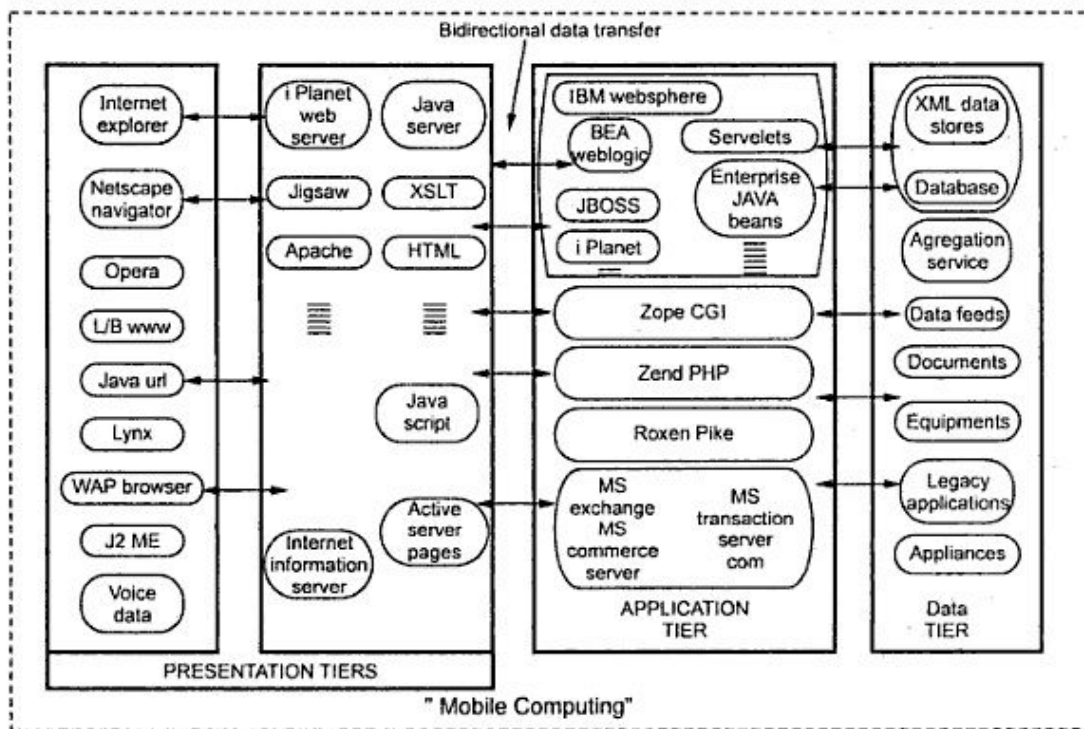 Bidirectional data transfer
Internet
explorer
Netscape
navigator
Opera
L/B www
Java url
Lynx
WAP browser
J2 ME
Voice
data
i Planet
web
server
Java
server
Jigsaw
XSLT
Apache
HTML
Java
script
Active
server
pages
Internet
information
server
PRESENTATION TIERS
IBM websphere
BEA
weblogic
Servelets
Enterprise
JAVA
beans
JBOSS
i Planet
Zope CGI
Zend PHP
Roxen Pike
MS
exchange
MS
commerce
server
MS
transaction
server
com
APPLICATION
TIER
XML data
stores
Database
Agregation
service
Data feeds
Documents
Equipments
Legacy
applications
Appliances
Data
TIER
" Mobile Computing"